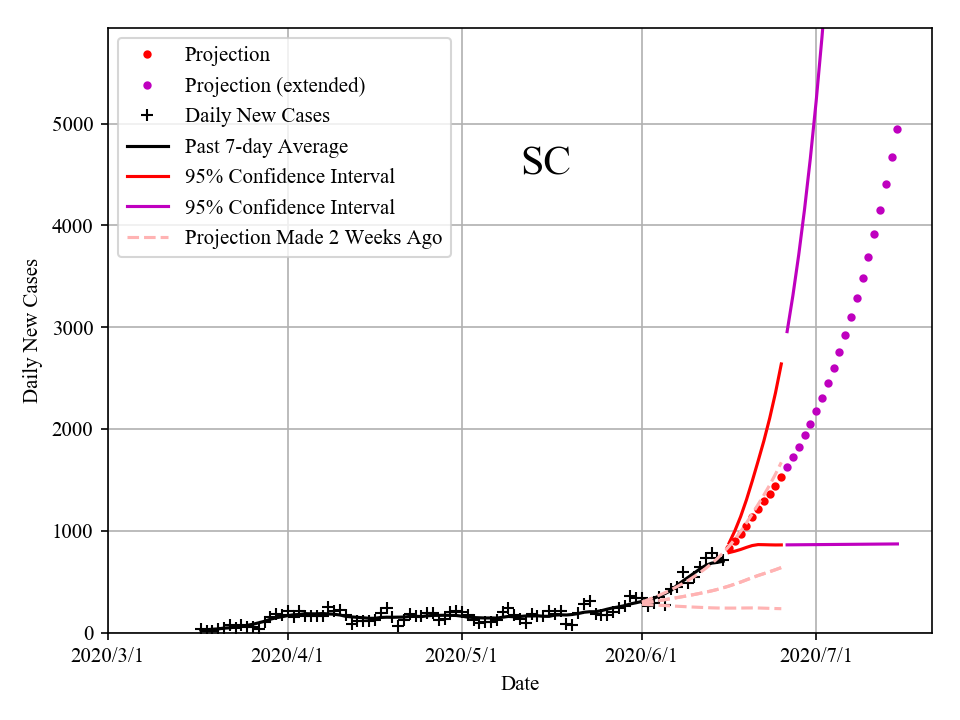 Projection
Projection (extended)
Daily New Cases
Past 7-day Average
95% Confidence Interval
95% Confidence Interval
Projection Made 2 Weeks Ago
SC
5000
4000
3000
2000
1000
0
Daily New Cases
2020/3/1 2020/4/1 2020/5/1 2020/6/1 2020/7/1
Date